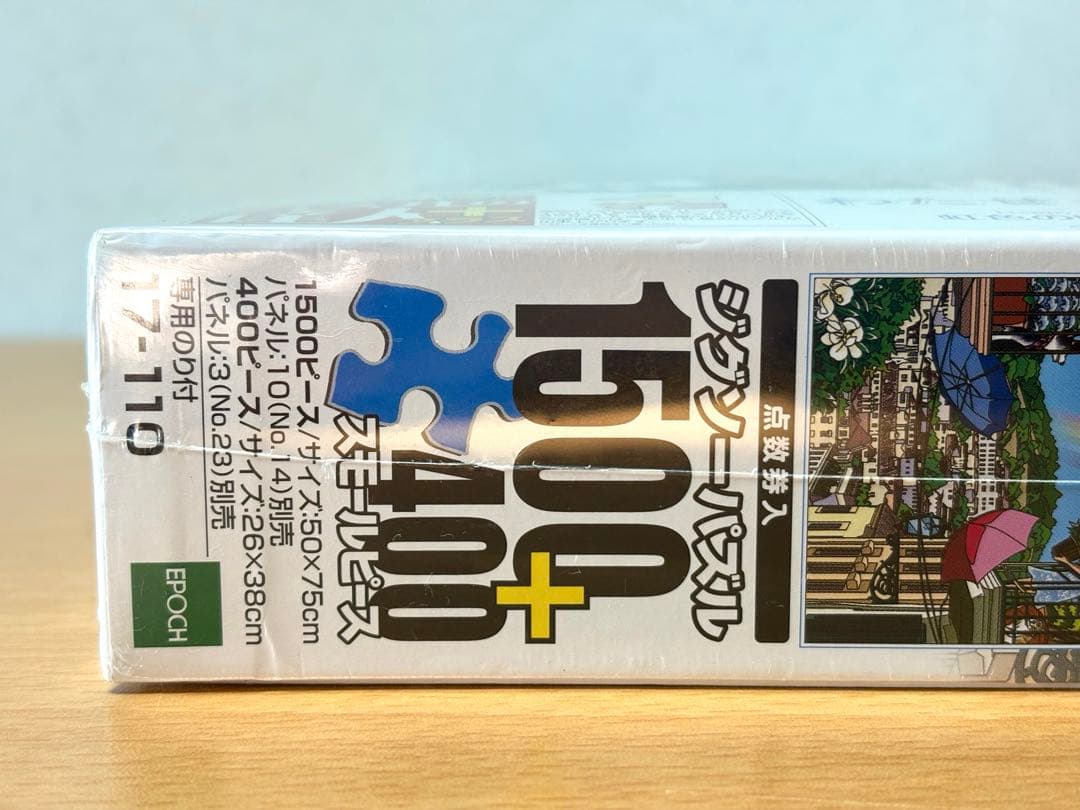 点数券入
ジグソーパズル
1500
+
400
スモールピース
1500ピース/サイズ:50×75cm
パネル:10(No.14)別売
400ピース/サイズ:26×38cm
パネル:3(No.23)別売
専用のり付
17-110
EPOCH